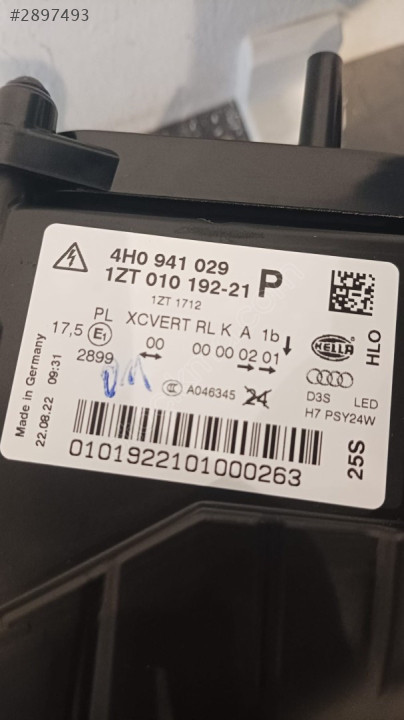 #2897493
4H0 941 029
1ZT 010 192-21 P
1ZT 1712
PL XCVERT RL K A 1b
17,5 E1 00 00 00 02 01
2899
HELLA
HLO
A046345 24
CCC
D3S LED
H7 PSY24W
25S
Made in Germany
22.08.22 09:31
0101922101000263